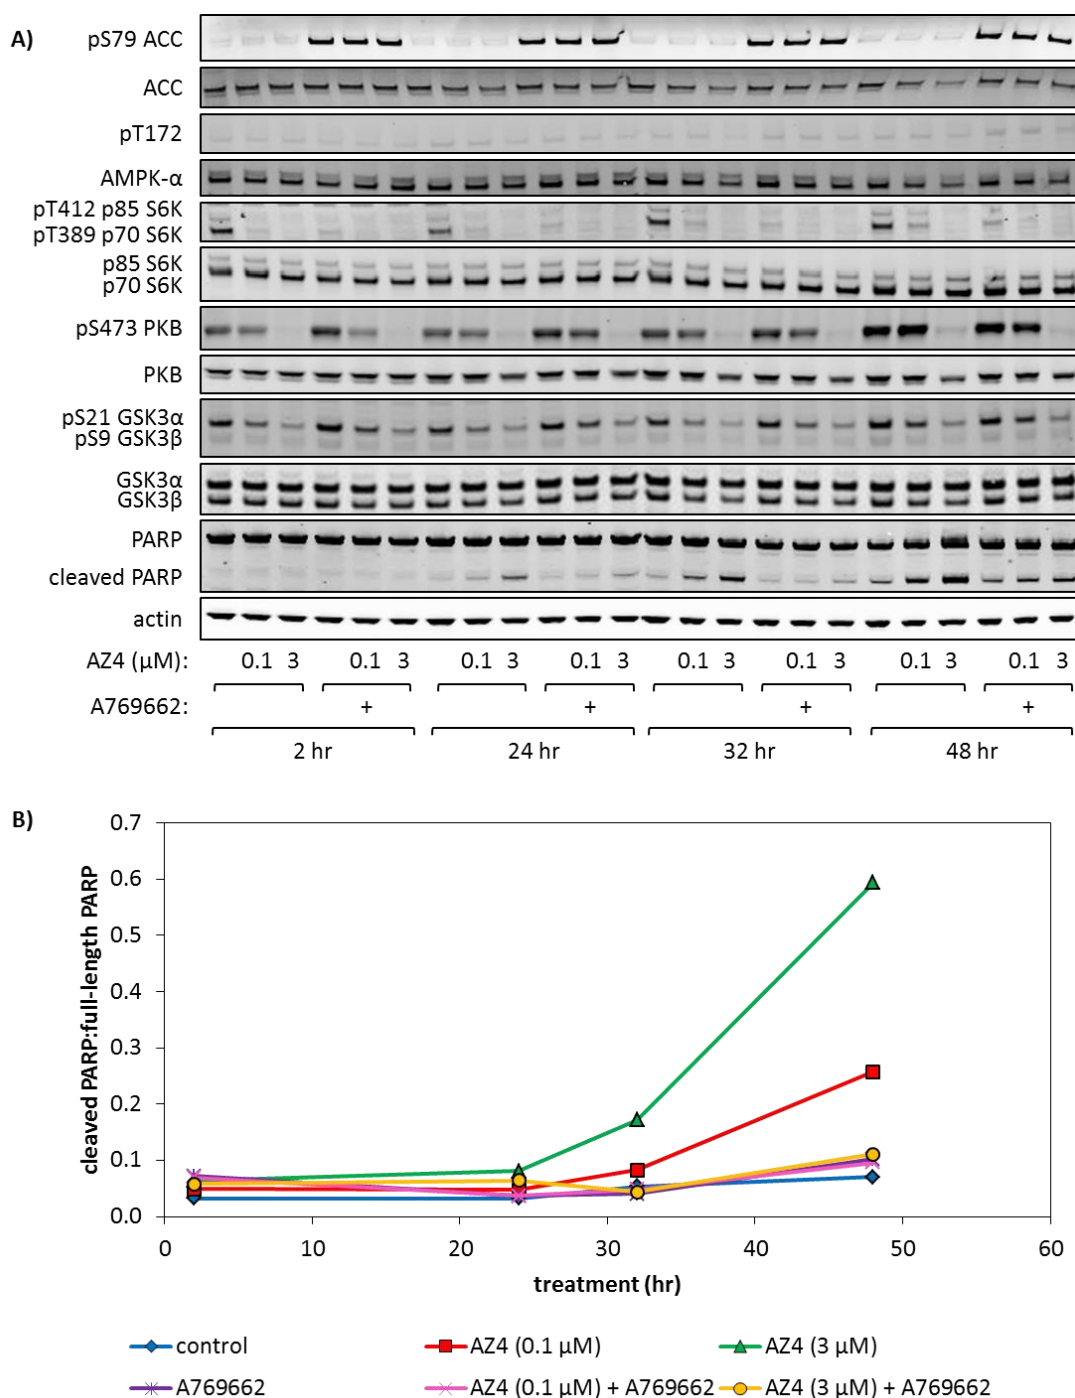 A)
pS79 ACC
ACC
pT172
AMPK-α
pT412 p85 S6K
pT389 p70 S6K
p85 S6K
p70 S6K
pS473 PKB
PKB
pS21 GSK3α
pS9 GSK3β
GSK3α
GSK3β
PARP
cleaved PARP
actin
AZ4 (µM): 0.1 3 0.1 3 0.1 3 0.1 3 0.1 3 0.1 3 0.1 3 0.1 3
A769662: + + + +
2 hr 24 hr 32 hr 48 hr
B)
cleaved PARP:full-length PARP
0.7
0.6
0.5
0.4
0.3
0.2
0.1
0.0
0 10 20 30 40 50 60
treatment (hr)
control AZ4 (0.1 µM) AZ4 (3 µM)
A769662 AZ4 (0.1 µM) + A769662 AZ4 (3 µM) + A769662